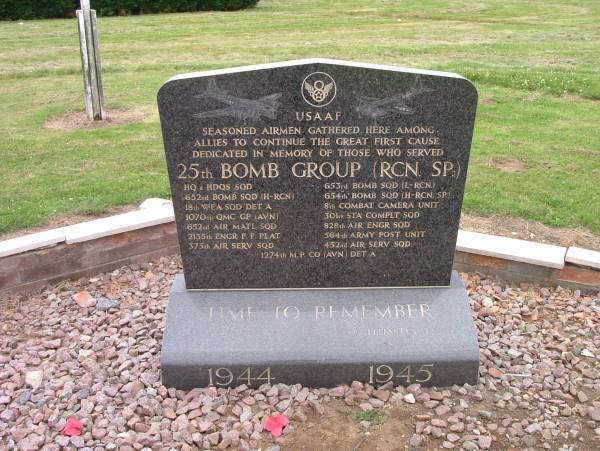 USAAF
SEASONED AIRMEN GATHERED HERE AMONG
ALLIES TO CONTINUE THE GREAT FIRST CAUSE
DEDICATED IN MEMORY OF THOSE WHO SERVED
25th BOMB GROUP (RCN. SP.)
HQ & HDQS SQD
652nd BOMB SQD (H-RCN)
18th WEA SQD DET A
1070th QMC GP (AVN)
652nd AIR MATL SQD
2135th ENGR F. F. PLAT
375th AIR SERV SQD
653rd BOMB SQD (L-RCN.)
654th BOMB SQD (H-RCN. SP.)
8th COMBAT CAMERA UNIT
301st STA COMPLT SQD
828th AIR ENGR SQD
564th ARMY POST UNIT
452nd AIR SERV SQD
1274th M.P. CO (AVN) DET A
TIME TO REMEMBER
1944 1945